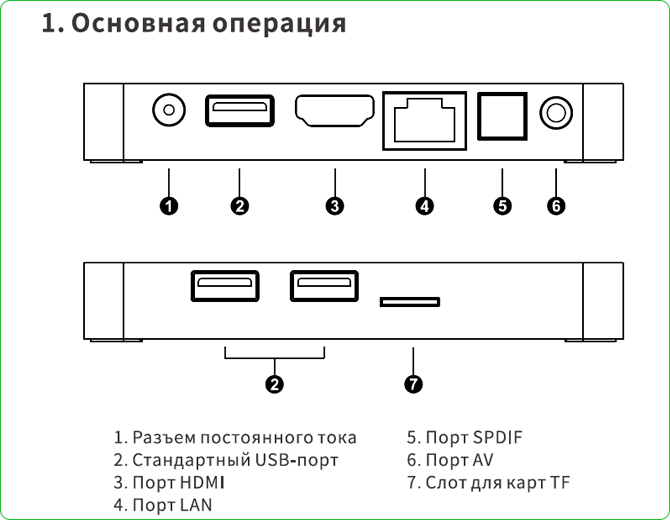 1. Основная операция
1 2 3 4 5 6
2 7
1. Разъем постоянного тока
2. Стандартный USB-порт
3. Порт HDMI
4. Порт LAN
5. Порт SPDIF
6. Порт AV
7. Слот для карт TF